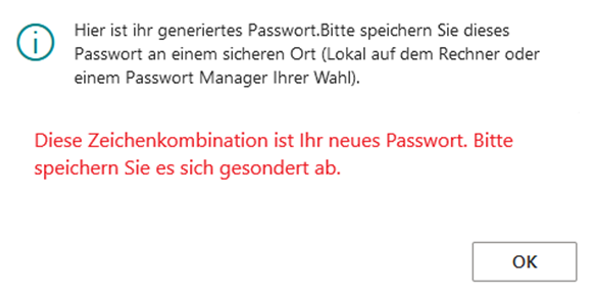 Hier ist ihr generiertes Passwort.Bitte speichern Sie dieses
Passwort an einem sicheren Ort (Lokal auf dem Rechner oder
einem Passwort Manager Ihrer Wahl).
Diese Zeichenkombination ist Ihr neues Passwort. Bitte
speichern Sie es sich gesondert ab.
OK